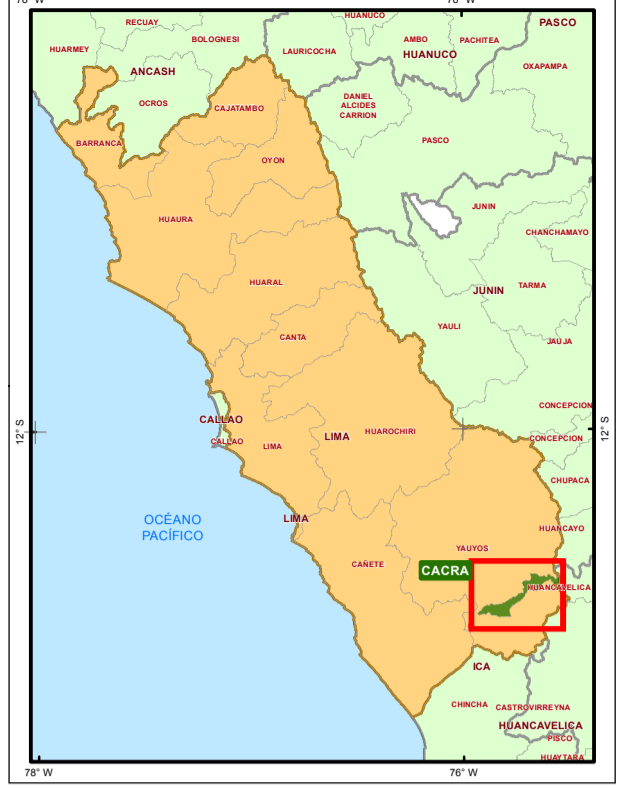 78° W
76° W
HUANUCO
PASCO
RECUAY
BOLOGNESI
AMBO
PACHITEA
HUARMEY
LAURICOCHA
HUANUCO
ANCASH
OXAPAMPA
OCROS
CAJATAMBO
DANIEL
ALCIDES
CARRION
BARRANCA
PASCO
OYON
JUNIN
HUAURA
CHANCHAMAYO
HUARAL
JUNIN
TARMA
YAULI
CANTA
JAUJA
CONCEPCION
CALLAO
12° S
12° S
HUAROCHIRI
LIMA
CALLAO
LIMA
CONCEPCION
CHUPACA
OCÉANO
PACÍFICO
LIMA
HUANCAYO
YAUYOS
CAÑETE
CACRA
HUANCAVELICA
ICA
CHINCHA
CASTROVIRREYNA
HUANCAVELICA
PISCO
HUAYTARA
78° W
76° W